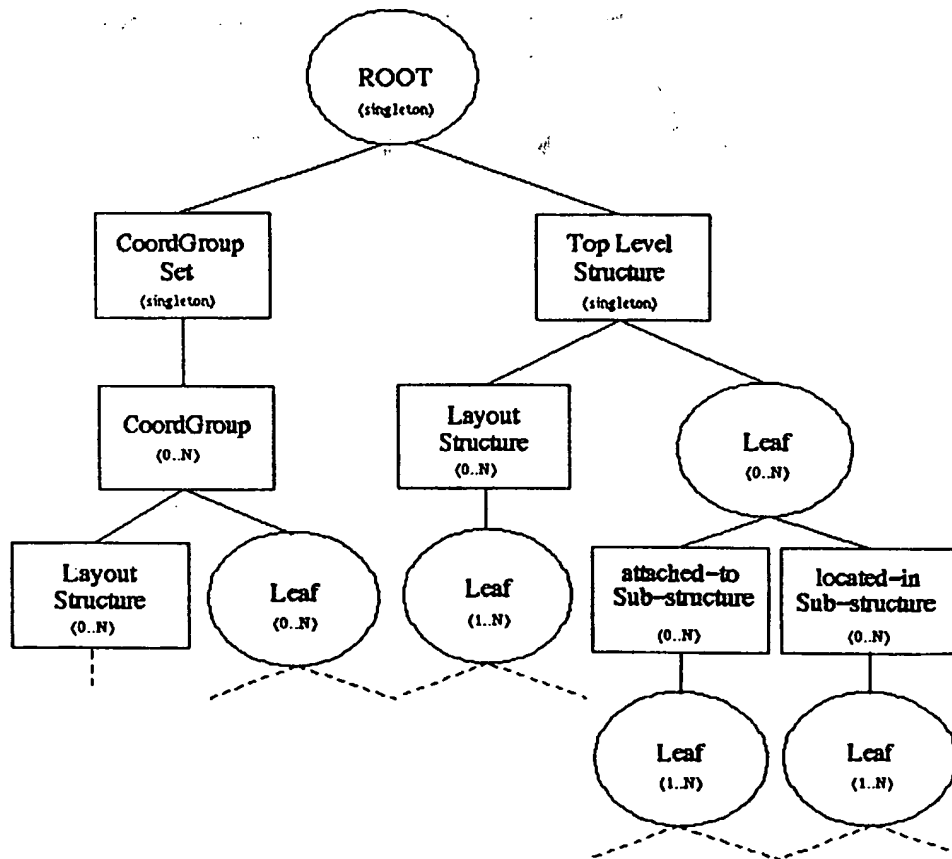 ROOT
(singleton)
CoordGroup
Set
(singleton)
Top Level
Structure
(singleton)
CoordGroup
(0..N)
Layout
Structure
(0..N)
Leaf
(0..N)
Layout
Structure
(0..N)
Leaf
(0..N)
Leaf
(1..N)
attached-to
Sub-structure
(0..N)
located-in
Sub-structure
(0..N)
Leaf
(1..N)
Leaf
(1..N)